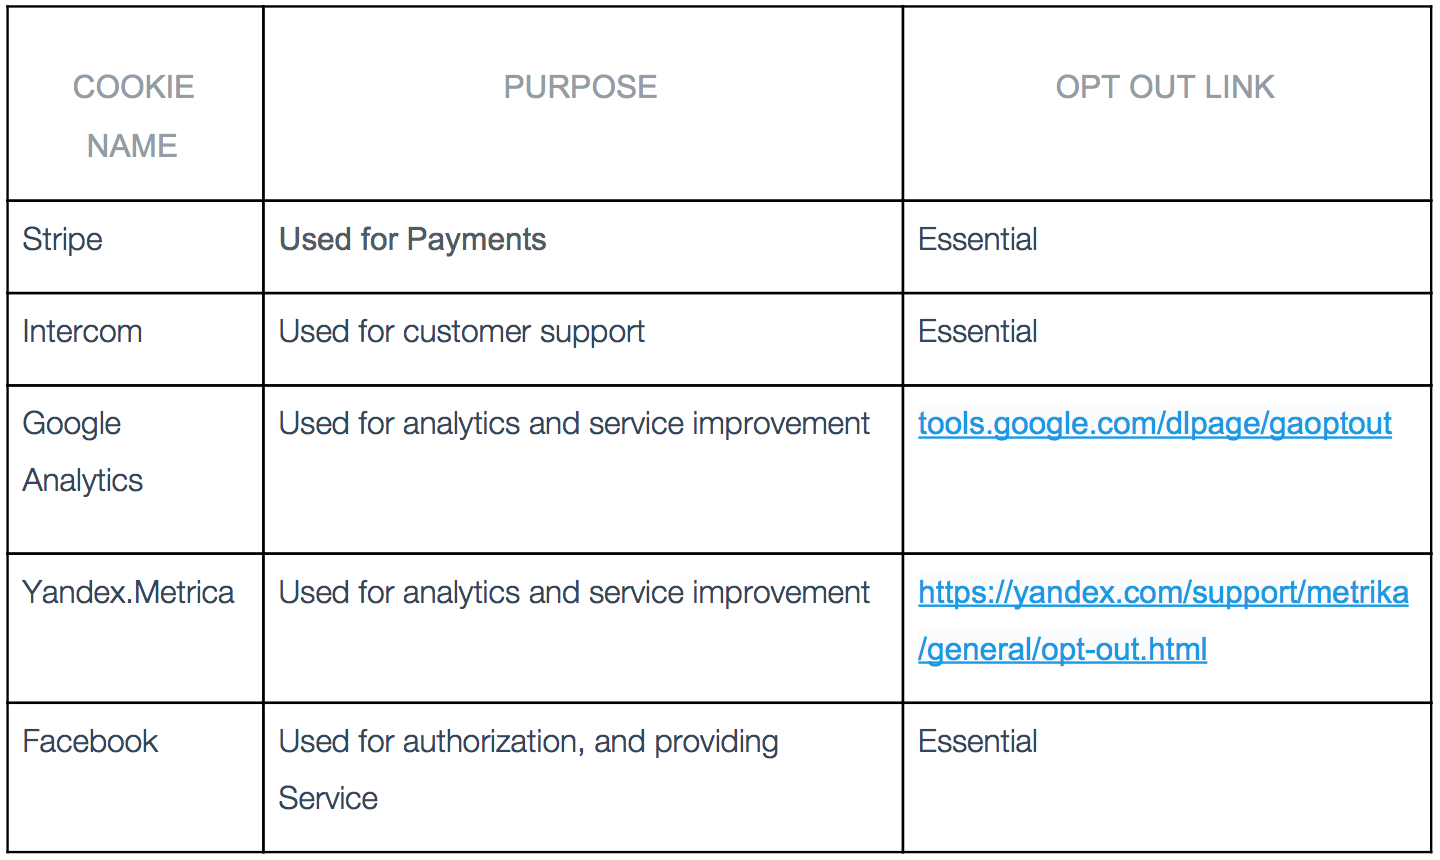 COOKIE
NAME
PURPOSE
OPT OUT LINK
Stripe
Used for Payments
Essential
Intercom
Used for customer support
Essential
Google
Analytics
Used for analytics and service improvement
tools.google.com/dlpage/gaoptout
Yandex.Metrica
Used for analytics and service improvement
https://yandex.com/support/metrika
/general/opt-out.html
Facebook
Used for authorization, and providing
Service
Essential